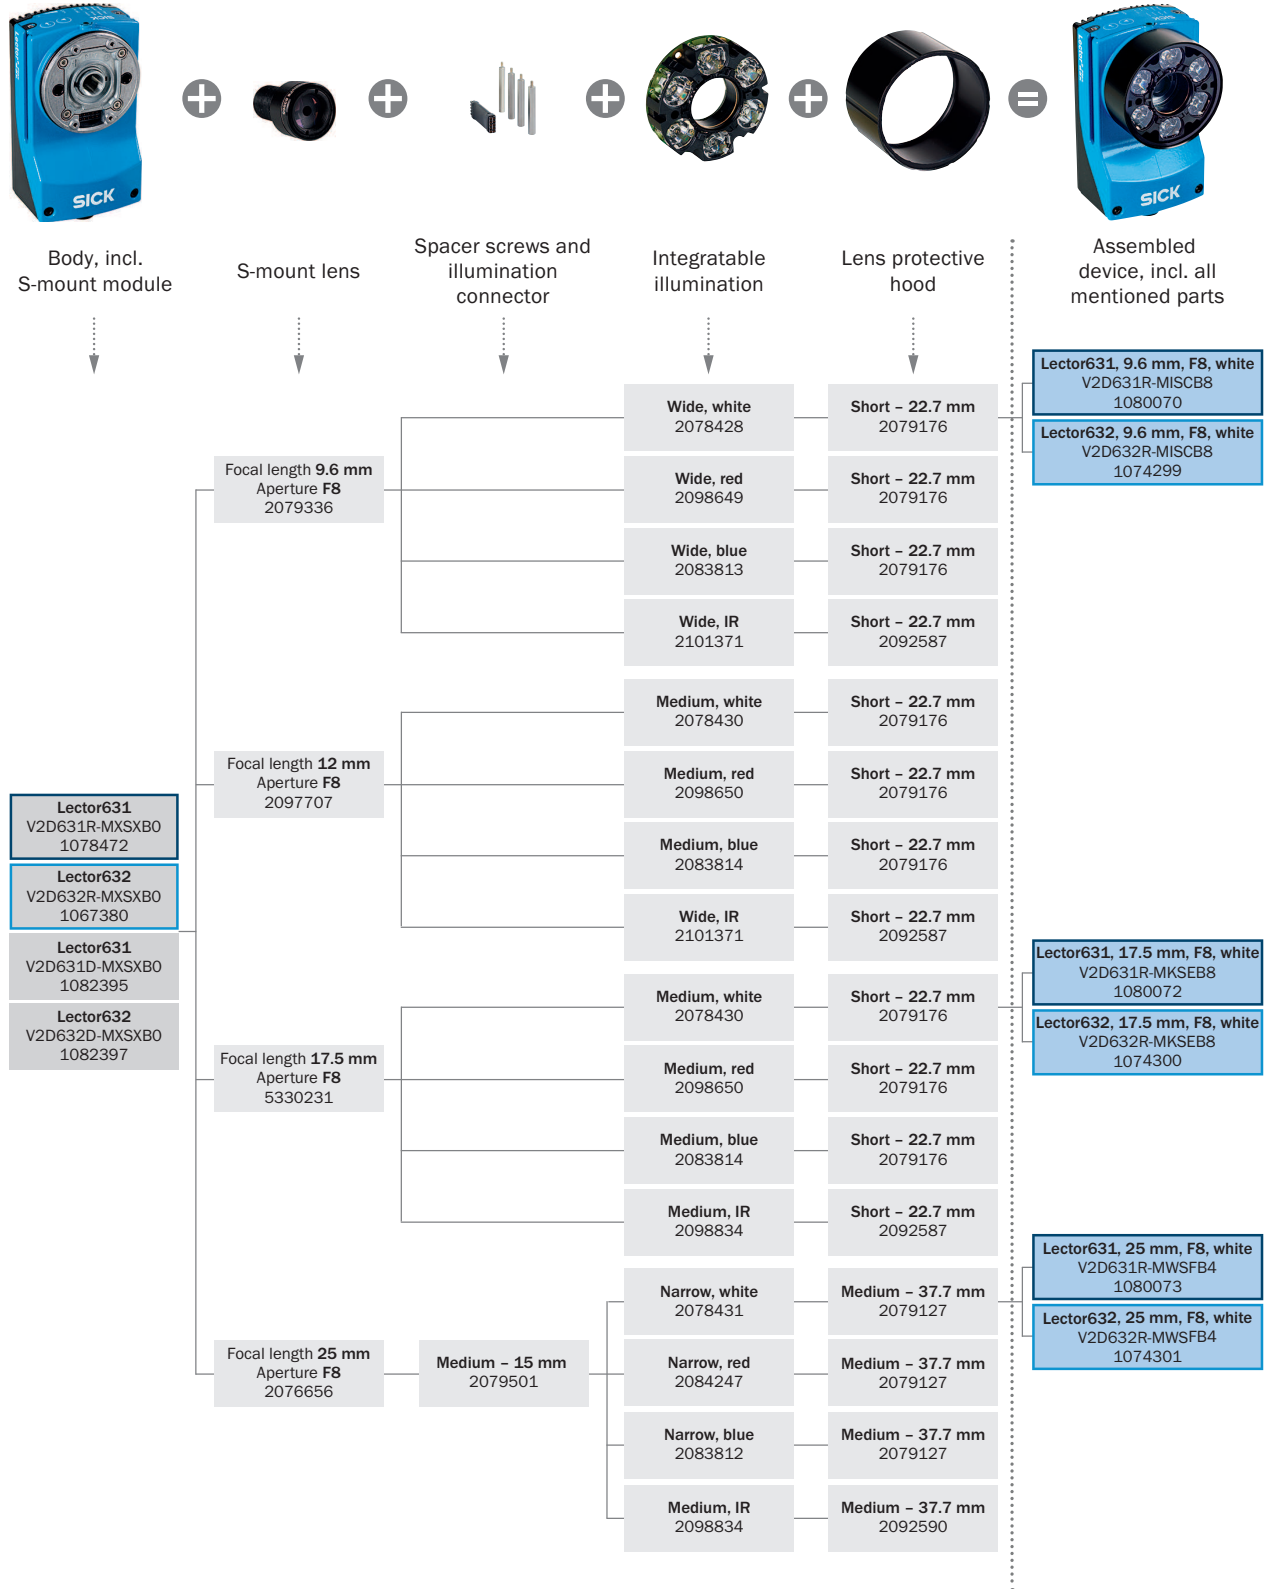 SICK
SICK
Body, incl.
S-mount module
S-mount lens
Spacer screws and
illumination
connector
Integratable
illumination
Lens protective
hood
Assembled
device, incl. all
mentioned parts
Lector631
V2D631R-MXSXB0
1078472
Lector632
V2D632R-MXSXB0
1067380
Lector631
V2D631D-MXSXB0
1082395
Lector632
V2D632D-MXSXB0
1082397
Focal length 9.6 mm
Aperture F8
2079336
Wide, white
2078428
Short – 22.7 mm
2079176
Lector631, 9.6 mm, F8, white
V2D631R-MISCB8
1080070
Lector632, 9.6 mm, F8, white
V2D632R-MISCB8
1074299
Wide, red
2098649
Short – 22.7 mm
2079176
Wide, blue
2083813
Short – 22.7 mm
2079176
Wide, IR
2101371
Short – 22.7 mm
2092587
Focal length 12 mm
Aperture F8
2097707
Medium, white
2078430
Short – 22.7 mm
2079176
Medium, red
2098650
Short – 22.7 mm
2079176
Medium, blue
2083814
Short – 22.7 mm
2079176
Wide, IR
2101371
Short – 22.7 mm
2092587
Focal length 17.5 mm
Aperture F8
5330231
Medium, white
2078430
Short – 22.7 mm
2079176
Lector631, 17.5 mm, F8, white
V2D631R-MKSEB8
1080072
Lector632, 17.5 mm, F8, white
V2D632R-MKSEB8
1074300
Medium, red
2098650
Short – 22.7 mm
2079176
Medium, blue
2083814
Short – 22.7 mm
2079176
Medium, IR
2098834
Short – 22.7 mm
2092587
Focal length 25 mm
Aperture F8
2076656
Medium – 15 mm
2079501
Narrow, white
2078431
Medium – 37.7 mm
2079127
Lector631, 25 mm, F8, white
V2D631R-MWSFB4
1080073
Lector632, 25 mm, F8, white
V2D632R-MWSFB4
1074301
Narrow, red
2084247
Medium – 37.7 mm
2079127
Narrow, blue
2083812
Medium – 37.7 mm
2079127
Medium, IR
2098834
Medium – 37.7 mm
2092590